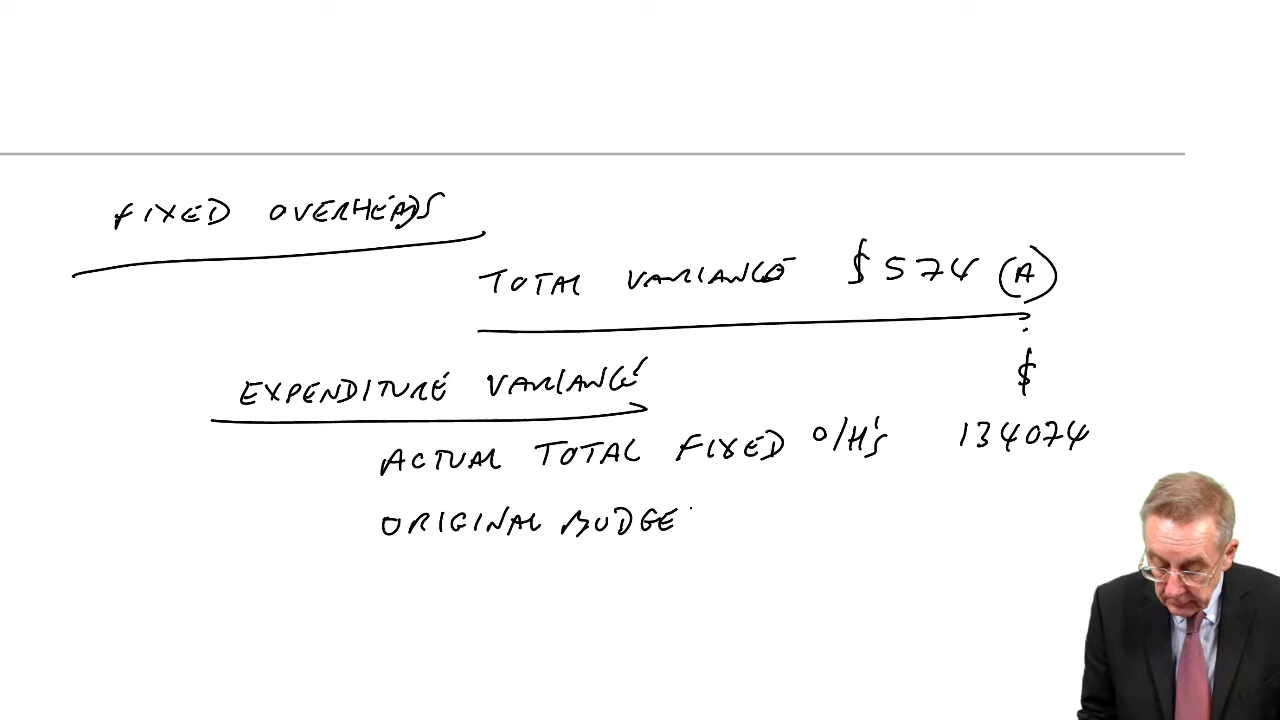 FIXED OVERHEADS
TOTAL VARIANCE $574 (A)
$
EXPENDITURE VARIANCE
ACTUAL TOTAL FIXED O/H's 134074
ORIGINAL BUDGE